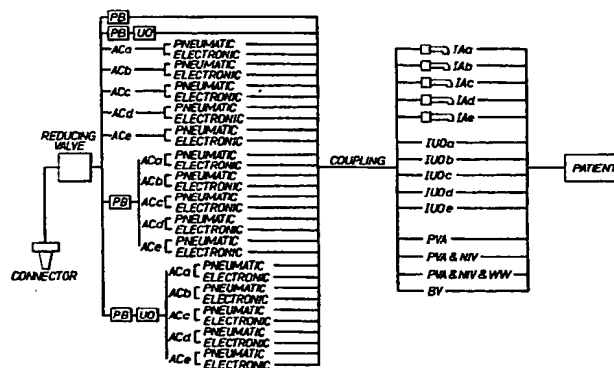 PB
PB UO
ACa PNEUMATIC
ELECTRONIC
ACb PNEUMATIC
ELECTRONIC
ACc PNEUMATIC
ELECTRONIC
ACd PNEUMATIC
ELECTRONIC
ACe PNEUMATIC
ELECTRONIC
REDUCING
VALVE
CONNECTOR
PB
ACa PNEUMATIC
ELECTRONIC
ACb PNEUMATIC
ELECTRONIC
ACc PNEUMATIC
ELECTRONIC
ACd PNEUMATIC
ELECTRONIC
ACe PNEUMATIC
ELECTRONIC
PB UO
ACa PNEUMATIC
ELECTRONIC
ACb PNEUMATIC
ELECTRONIC
ACc PNEUMATIC
ELECTRONIC
ACd PNEUMATIC
ELECTRONIC
ACe PNEUMATIC
ELECTRONIC
COUPLING
IAa
IAb
IAc
IAd
IAe
IUOa
IUOb
IUOc
IUOd
IUOe
PVA
PVA & NIV
PVA & NIV & WW
BV
PATIENT